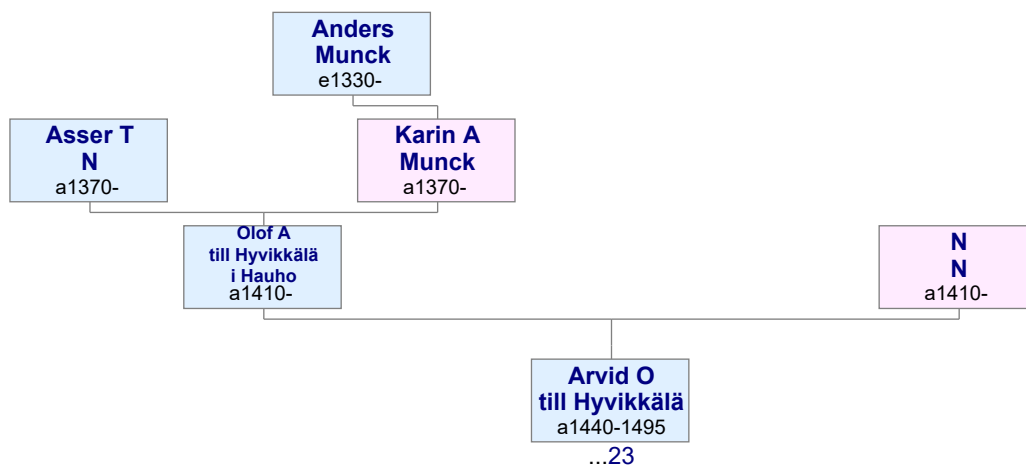 Anders
Munck
e1330-
Asser T
N
a1370-
Karin A
Munck
a1370-
Olof A
till Hyvikkälä
i Hauho
a1410-
N
N
a1410-
Arvid O
till Hyvikkälä
a1440-1495
...23